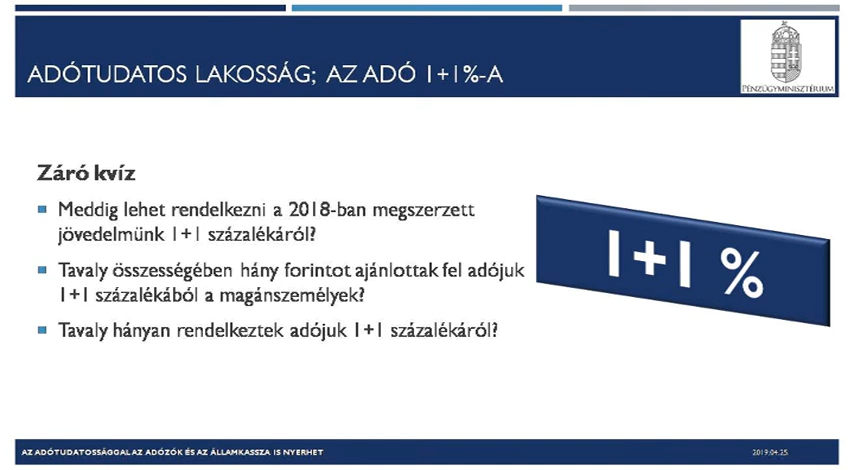 ADÓTUDATOS LAKOSSÁG; AZ ADÓ 1+1%-A
PÉNZÜGYMINISZTÉRIUM
Záró kvíz
Meddig lehet rendelkezni a 2018-ban megszerzett
jövedelmünk 1+1 százalékáról?
Tavaly összességében hány forintot ajánlottak fel adójuk
1+1 százalékából a magánszemélyek?
Tavaly hányan rendelkeztek adójuk 1+1 százalékáról?
1+1 %
AZ ADÓTUDATOSSÁGGAL AZ ADÓZÓK ÉS AZ ÁLLAMKASSZA IS NYERHET
2019.04.25.